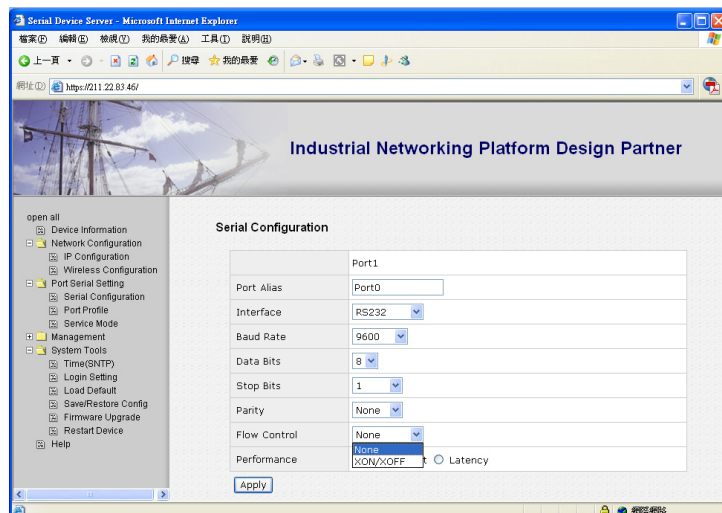 Serial Device Server - Microsoft Internet Explorer
檔案(F) 編輯(E) 檢視(V) 我的最愛(A) 工具(T) 說明(H)
上一頁 搜尋 我的最愛
網址(D) https://211.22.83.46/
Industrial Networking Platform Design Partner
open all
Device Information
Network Configuration
IP Configuration
Wireless Configuration
Port Serial Setting
Serial Configuration
Port Profile
Service Mode
Management
System Tools
Time(SNTP)
Login Setting
Load Default
Save/Restore Config
Firmware Upgrade
Restart Device
Help
Serial Configuration
Port1
Port Alias Port0
Interface RS232
Baud Rate 9600
Data Bits 8
Stop Bits 1
Parity None
Flow Control None
None
XON/XOFF
Performance Latency
Apply
網際網路